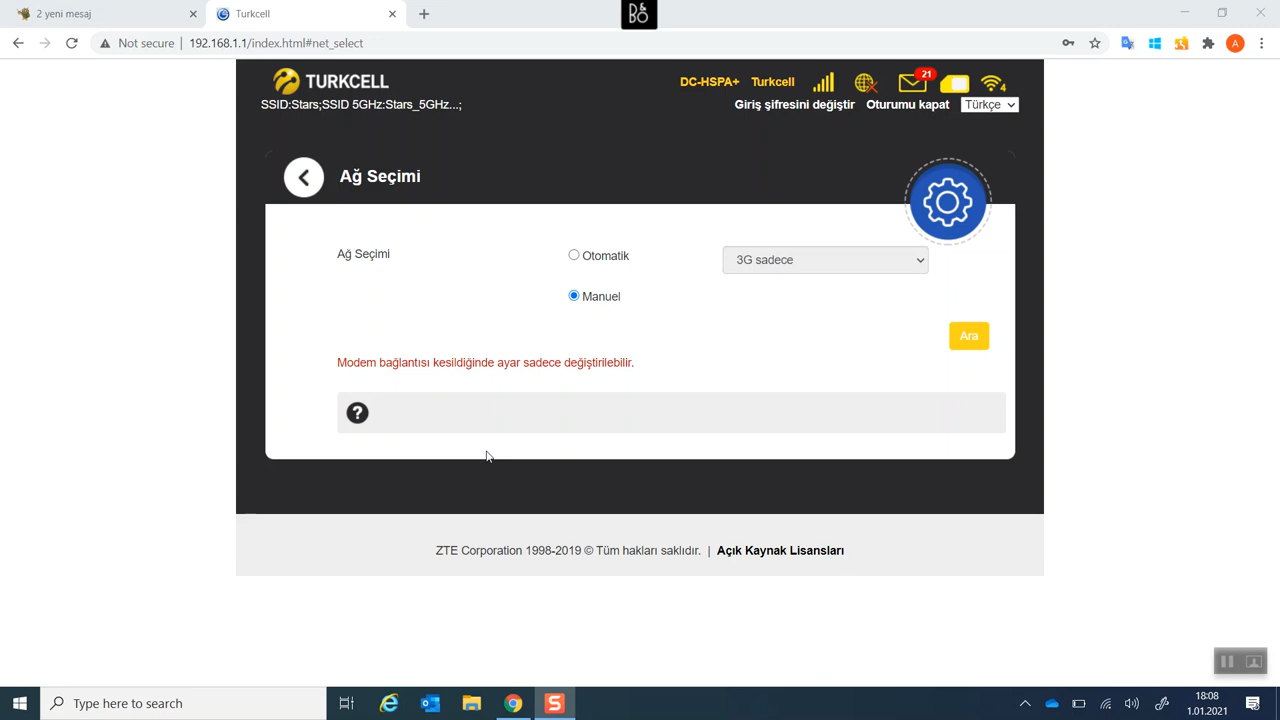 2 yeni mesaj
Turkcell
B&O
Not secure | 192.168.1.1/index.html#net_select
A
TURKCELL
DC-HSPA+ Turkcell 21 4
SSID:Stars;SSID 5GHz:Stars_5GHz...;
Giriş şifresini değiştir Oturumu kapat Türkçe
Ağ Seçimi
Ağ Seçimi
Otomatik
3G sadece
Manuel
Ara
Modem bağlantısı kesildiğinde ayar sadece değiştirilebilir.
?
ZTE Corporation 1998-2019 © Tüm hakları saklıdır. | Açık Kaynak Lisansları
Type here to search
S
18:08
1.01.2021